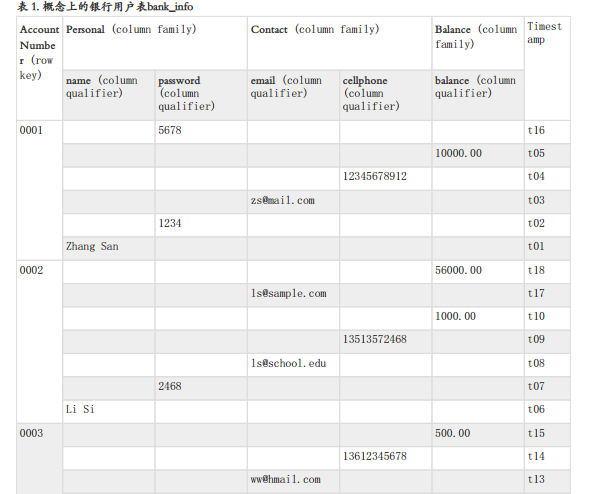 表 1. 概念上的银行用户表bank_info
Account Numbe r (row key) Personal (column family) Contact (column family) Balance (column family) Timest amp
name (column qualifier) password (column qualifier) email (column qualifier) cellphone (column qualifier) balance (column qualifier)
0001 5678 t16
10000.00 t05
12345678912 t04
zs@mail.com t03
1234 t02
Zhang San t01
0002 56000.00 t18
ls@sample.com t17
1000.00 t10
13513572468 t09
ls@school.edu t08
2468 t07
Li Si t06
0003 500.00 t15
13612345678 t14
ww@hmail.com t13